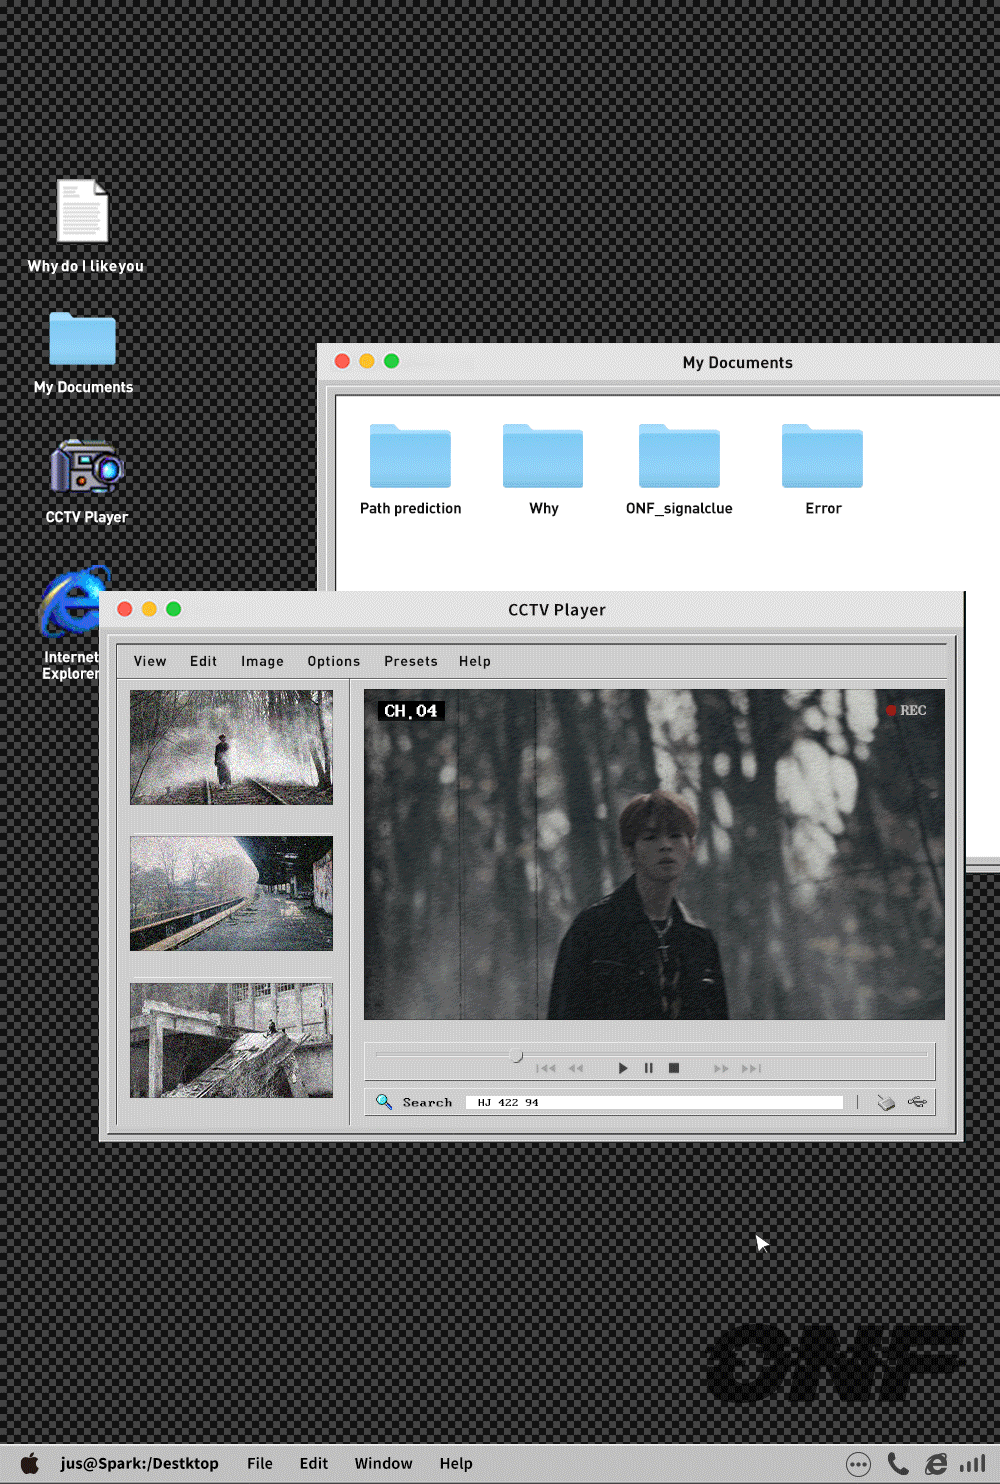 Why do I like you
My Documents
CCTV Player
Internet
Explorer
My Documents
Path prediction
Why
ONF_signalclue
Error
CCTV Player
View Edit Image Options Presets Help
CH.04
REC
Search HJ 422 94
ONF
jus@Spark:/Destktop File Edit Window Help